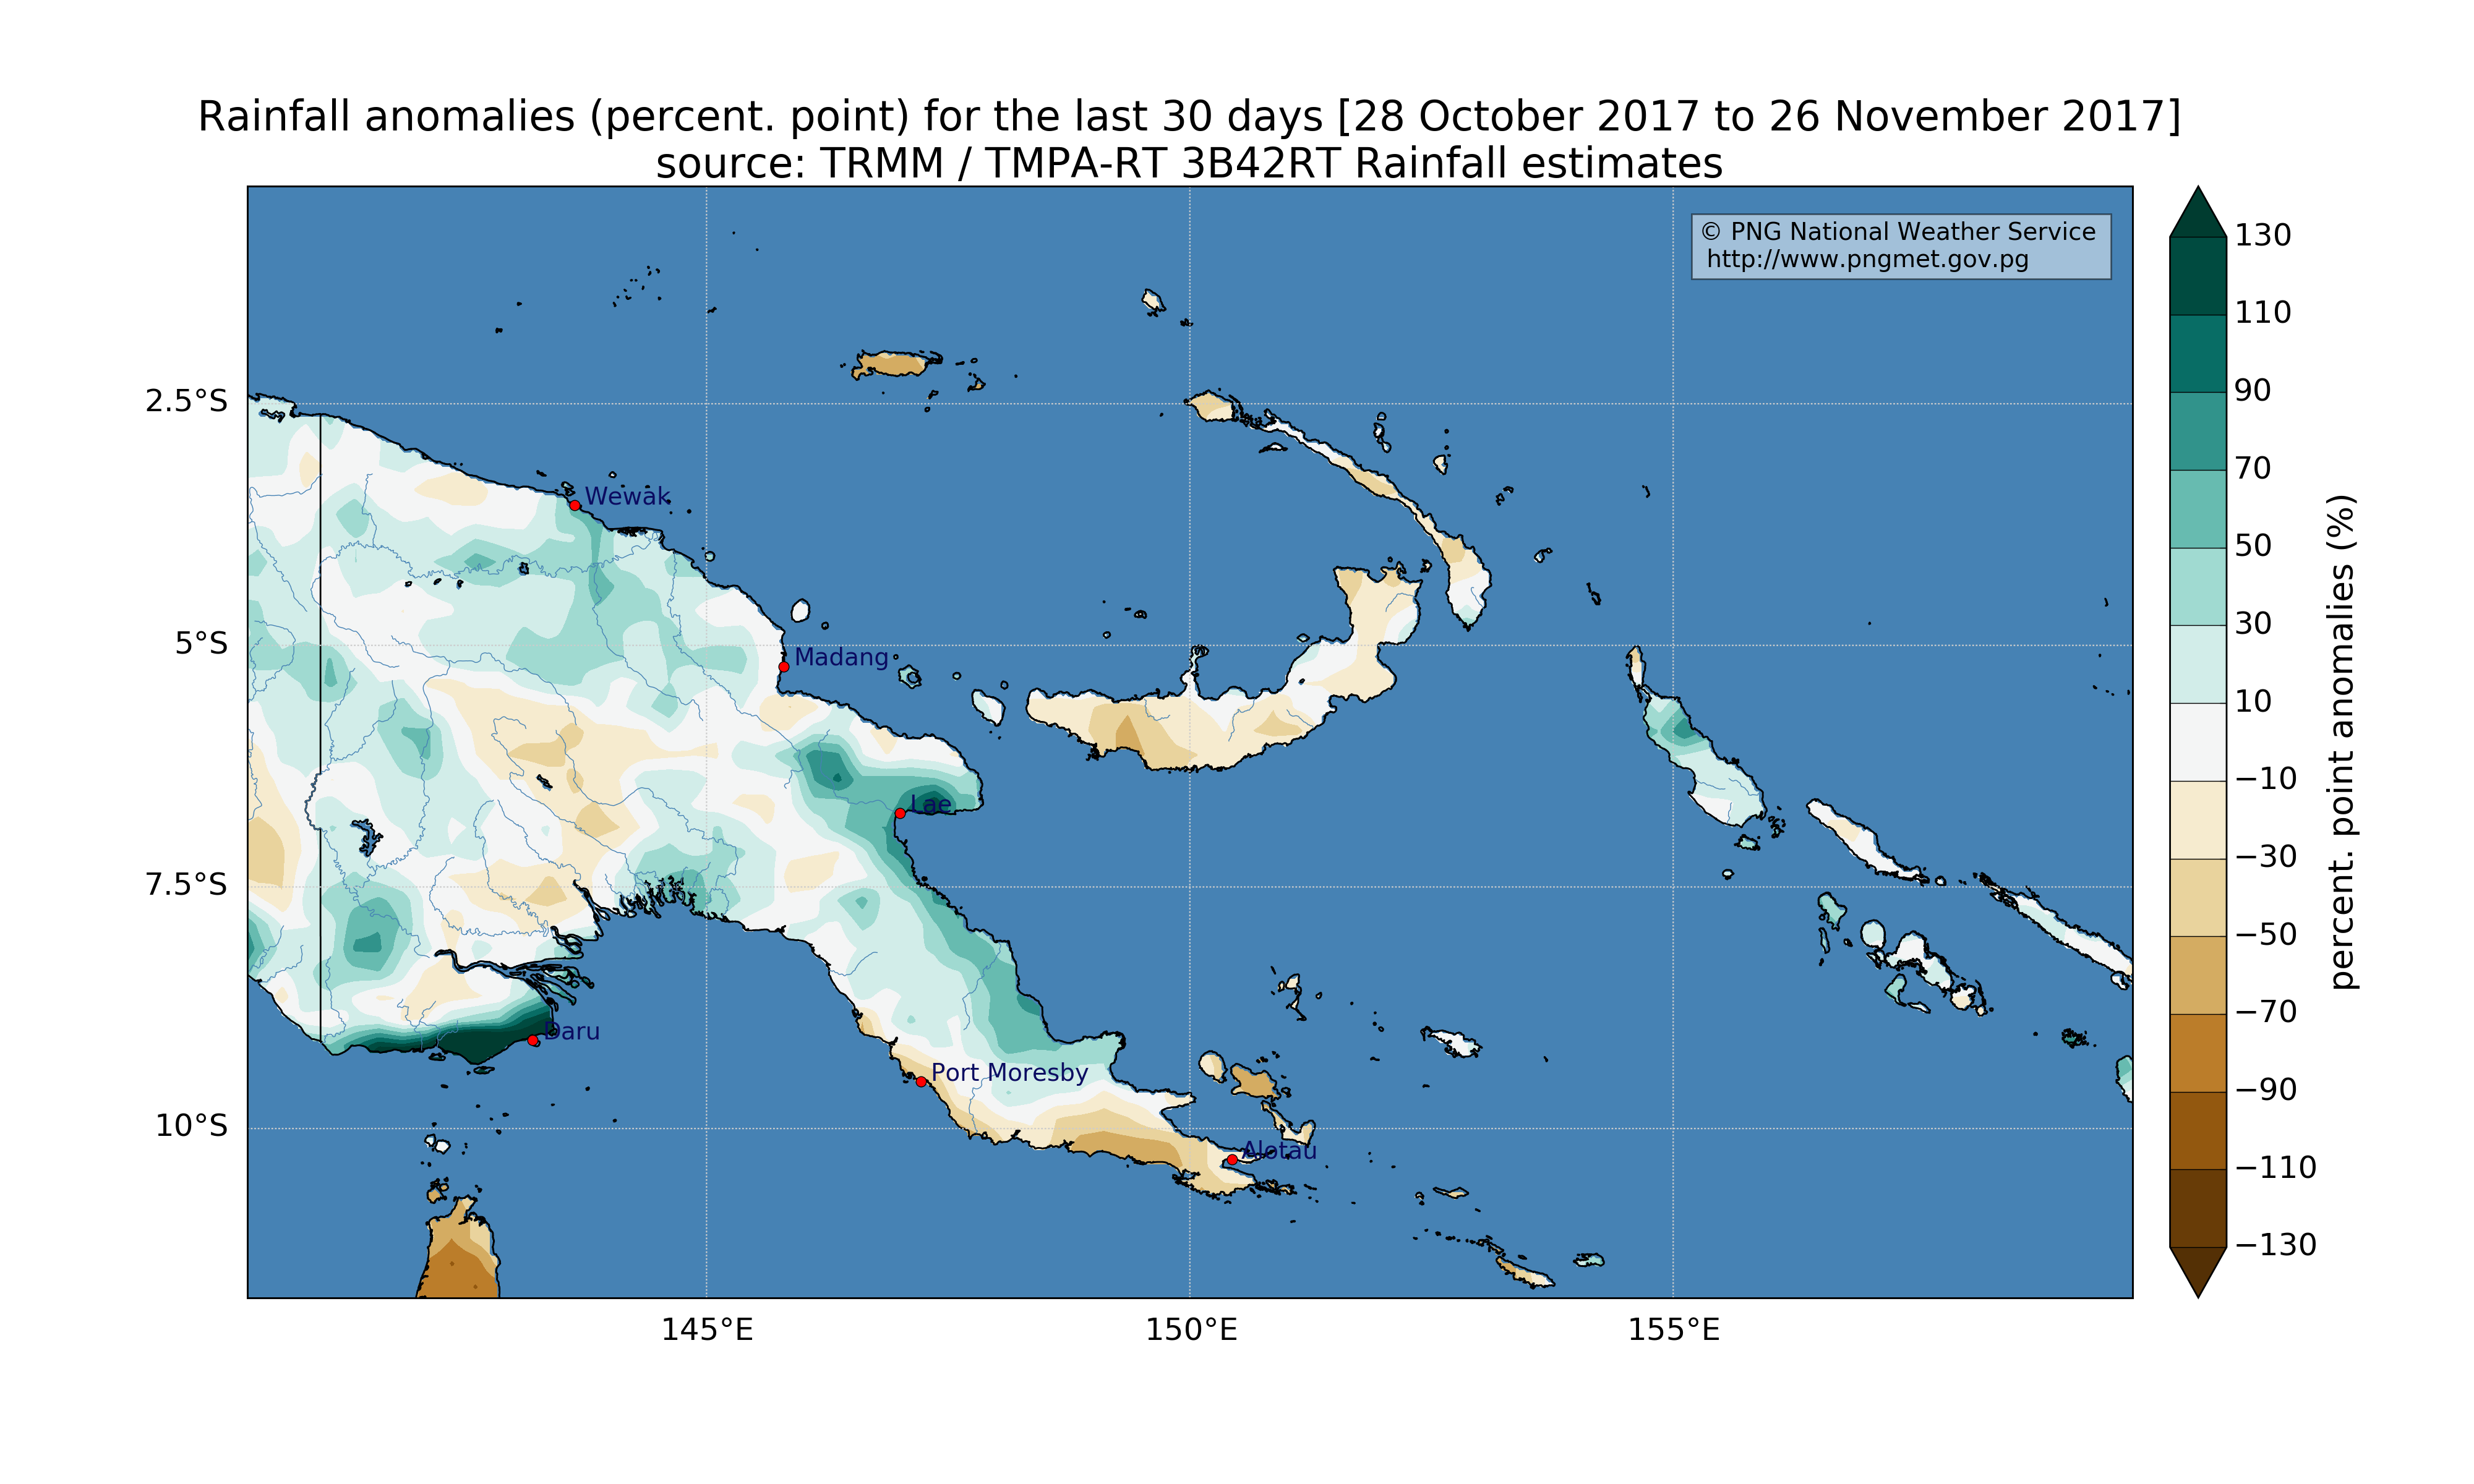 Rainfall anomalies (percent. point) for the last 30 days [28 October 2017 to 26 November 2017]
source: TRMM / TMPA-RT 3B42RT Rainfall estimates
© PNG National Weather Service
http://www.pngmet.gov.pg
2.5°S
5°S
7.5°S
10°S
145°E
150°E
155°E
Wewak
Madang
Lae
Daru
Port Moresby
Alotau
130
110
90
70
50
30
10
−10
−30
−50
−70
−90
−110
−130
percent. point anomalies (%)